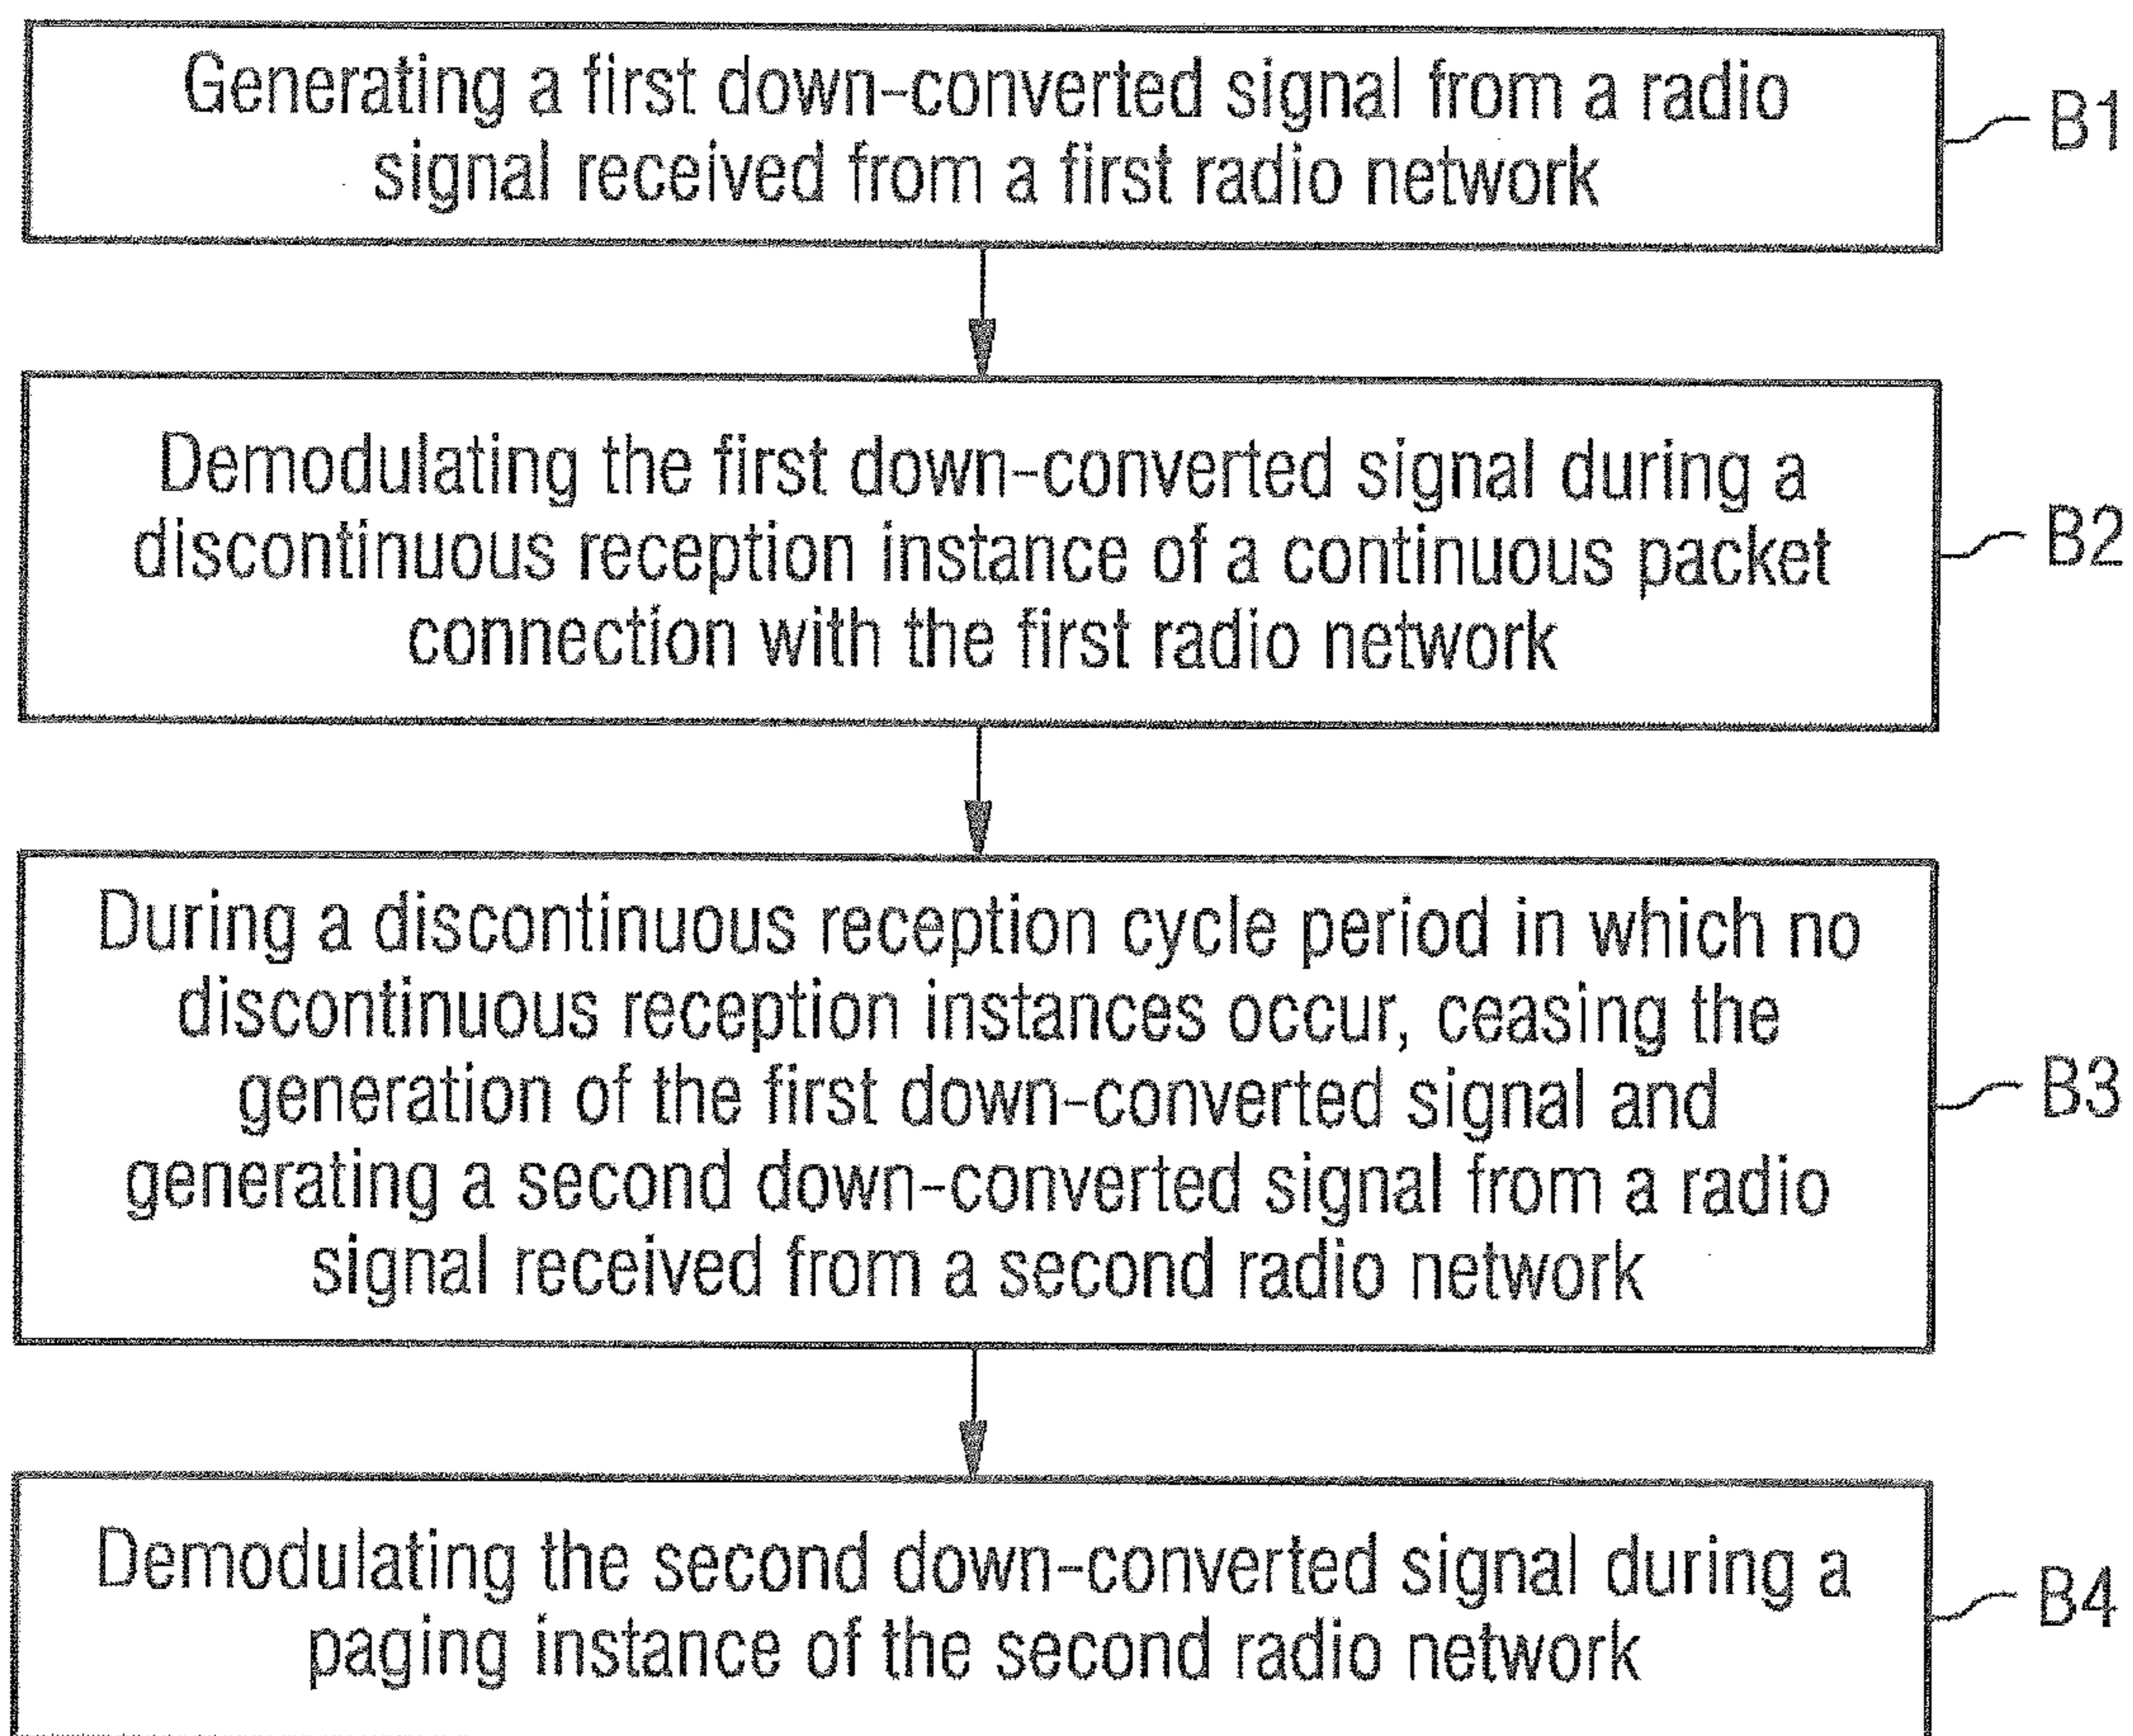 Generating a first down-converted signal from a radio
signal received from a first radio network
B1
Demodulating the first down-converted signal during a
discontinuous reception instance of a continuous packet
connection with the first radio network
B2
During a discontinuous reception cycle period in which no
discontinuous reception instances occur, ceasing the
generation of the first down-converted signal and
generating a second down-converted signal from a radio
signal received from a second radio network
B3
Demodulating the second down-converted signal during a
paging instance of the second radio network
B4